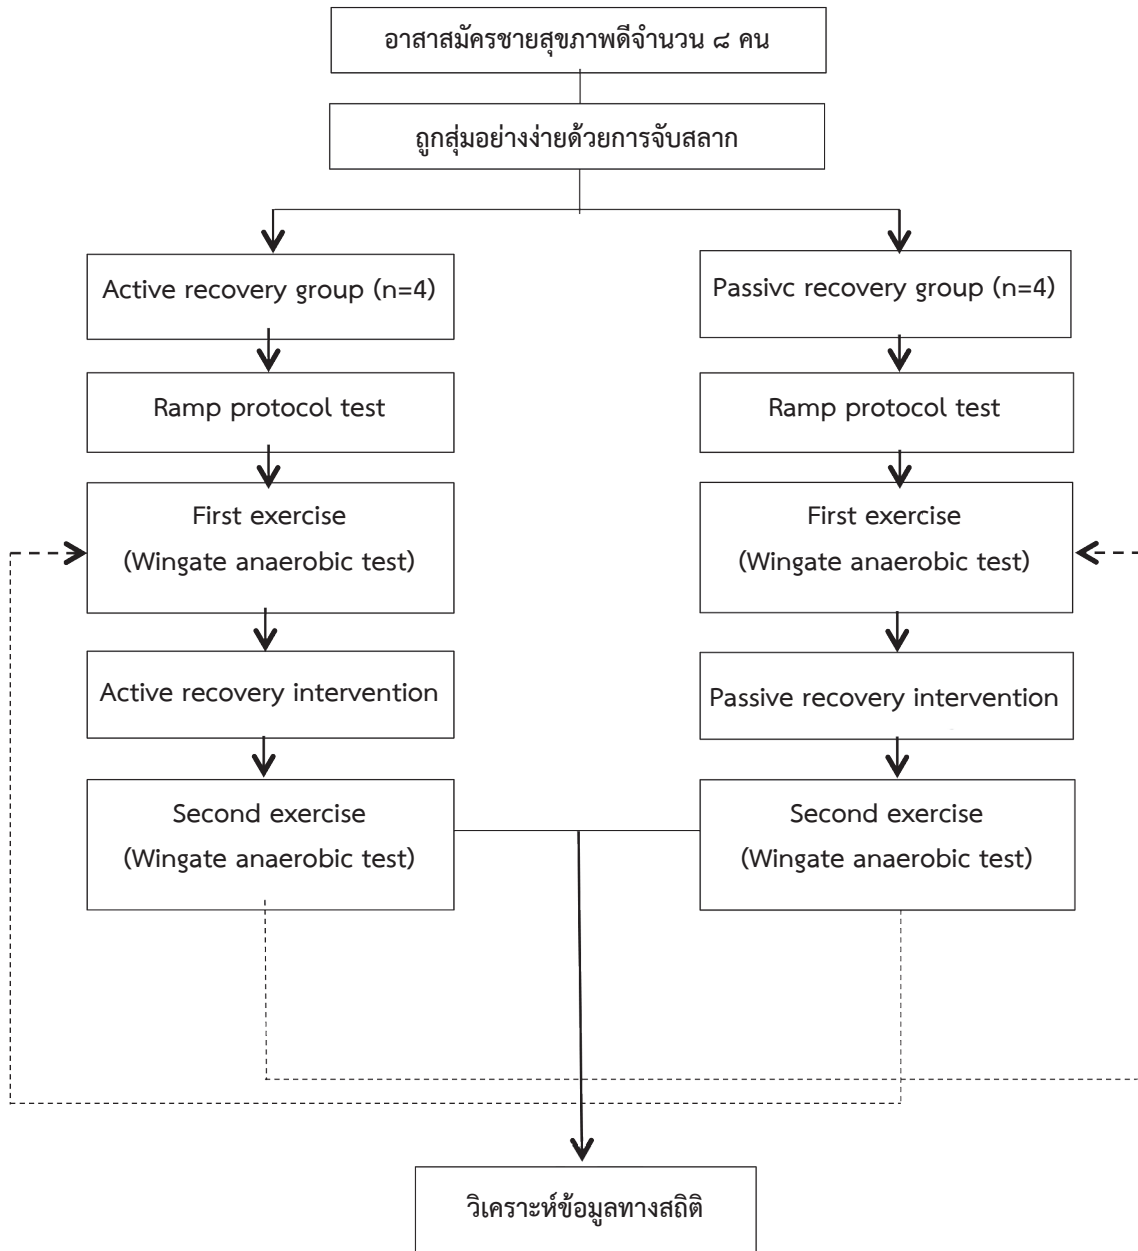 อาสาสมัครชายสุขภาพดีจำนวน ๘ คน
ถูกสุ่มอย่างง่ายด้วยการจับสลาก
Active recovery group (n=4)
Passivc recovery group (n=4)
Ramp protocol test
Ramp protocol test
First exercise
(Wingate anaerobic test)
First exercise
(Wingate anaerobic test)
Active recovery intervention
Passive recovery intervention
Second exercise
(Wingate anaerobic test)
Second exercise
(Wingate anaerobic test)
วิเคราะห์ข้อมูลทางสถิติ